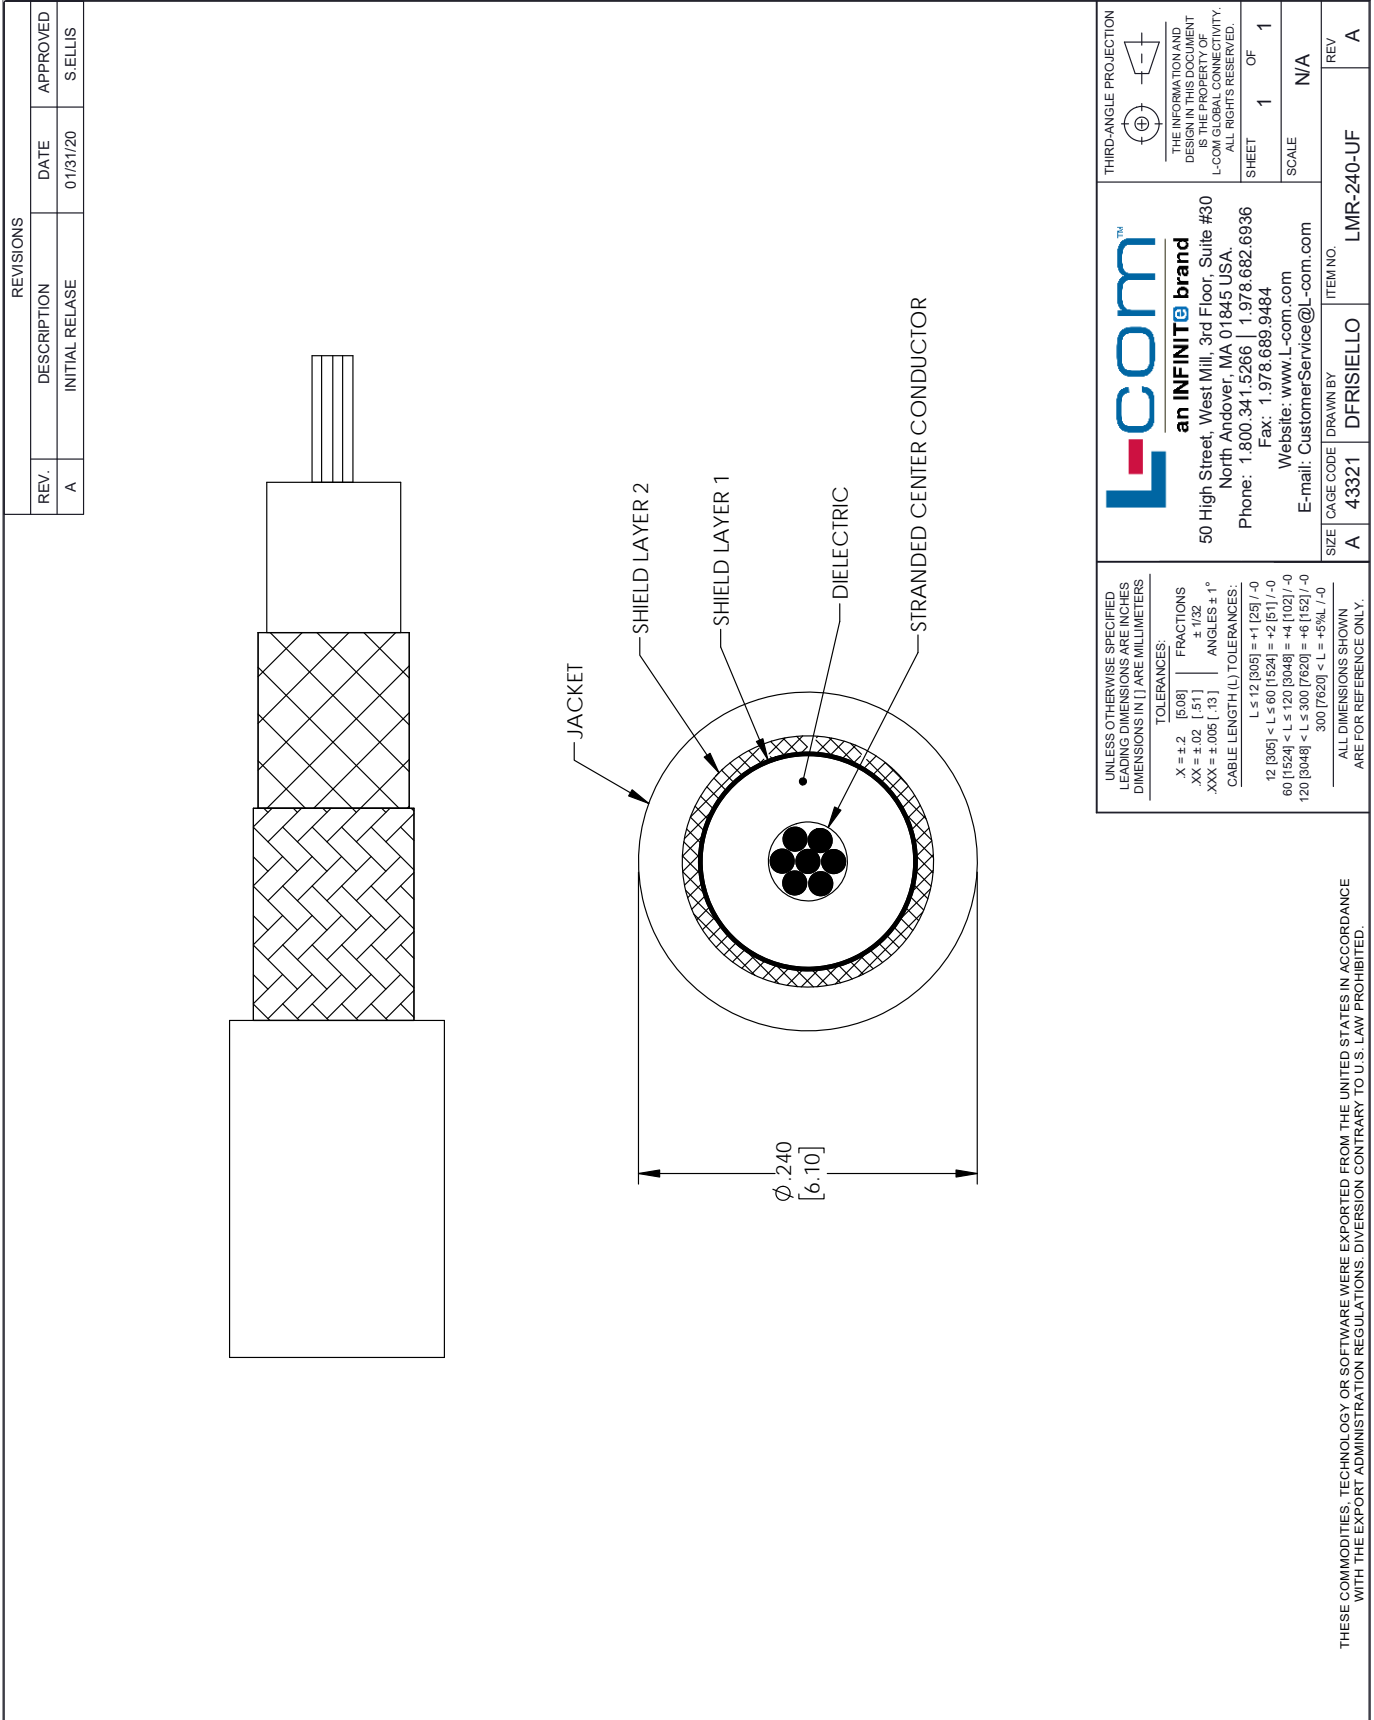 REVISIONS
REV. DESCRIPTION DATE APPROVED
A INITIAL RELASE 01/31/20 S.ELLIS
JACKET
SHIELD LAYER 2
SHIELD LAYER 1
DIELECTRIC
STRANDED CENTER CONDUCTOR
Ø.240
[6.10]
UNLESS OTHERWISE SPECIFIED
LEADING DIMENSIONS ARE INCHES
DIMENSIONS IN [ ] ARE MILLIMETERS
TOLERANCES:
.X = ± .2 [5.08] FRACTIONS
.XX = ± .02 [ .51 ] ± 1/32
.XXX = ± .005 [ .13 ] ANGLES ± 1°
CABLE LENGTH (L) TOLERANCES:
L ≤ 12 [305] = +1 [25] / -0
12 [305] < L ≤ 60 [1524] = +2 [51] / -0
60 [1524] < L ≤ 120 [3048] = +4 [102] / -0
120 [3048] < L ≤ 300 [7620] = +6 [152] / -0
300 [7620] < L = +5%L / -0
ALL DIMENSIONS SHOWN
ARE FOR REFERENCE ONLY.
L-com™
an INFINITe brand
50 High Street, West Mill, 3rd Floor, Suite #30
North Andover, MA 01845 USA.
Phone: 1.800.341.5266 | 1.978.682.6936
Fax: 1.978.689.9484
Website: www.L-com.com
E-mail: CustomerService@L-com.com
THIRD-ANGLE PROJECTION
THE INFORMATION AND
DESIGN IN THIS DOCUMENT
IS THE PROPERTY OF
L-COM GLOBAL CONNECTIVITY.
ALL RIGHTS RESERVED.
SHEET 1 OF 1
SCALE N/A
SIZE A
CAGE CODE 43321
DRAWN BY DFRISIELLO
ITEM NO. LMR-240-UF
REV A
THESE COMMODITIES, TECHNOLOGY OR SOFTWARE WERE EXPORTED FROM THE UNITED STATES IN ACCORDANCE
WITH THE EXPORT ADMINISTRATION REGULATIONS. DIVERSION CONTRARY TO U.S. LAW PROHIBITED.